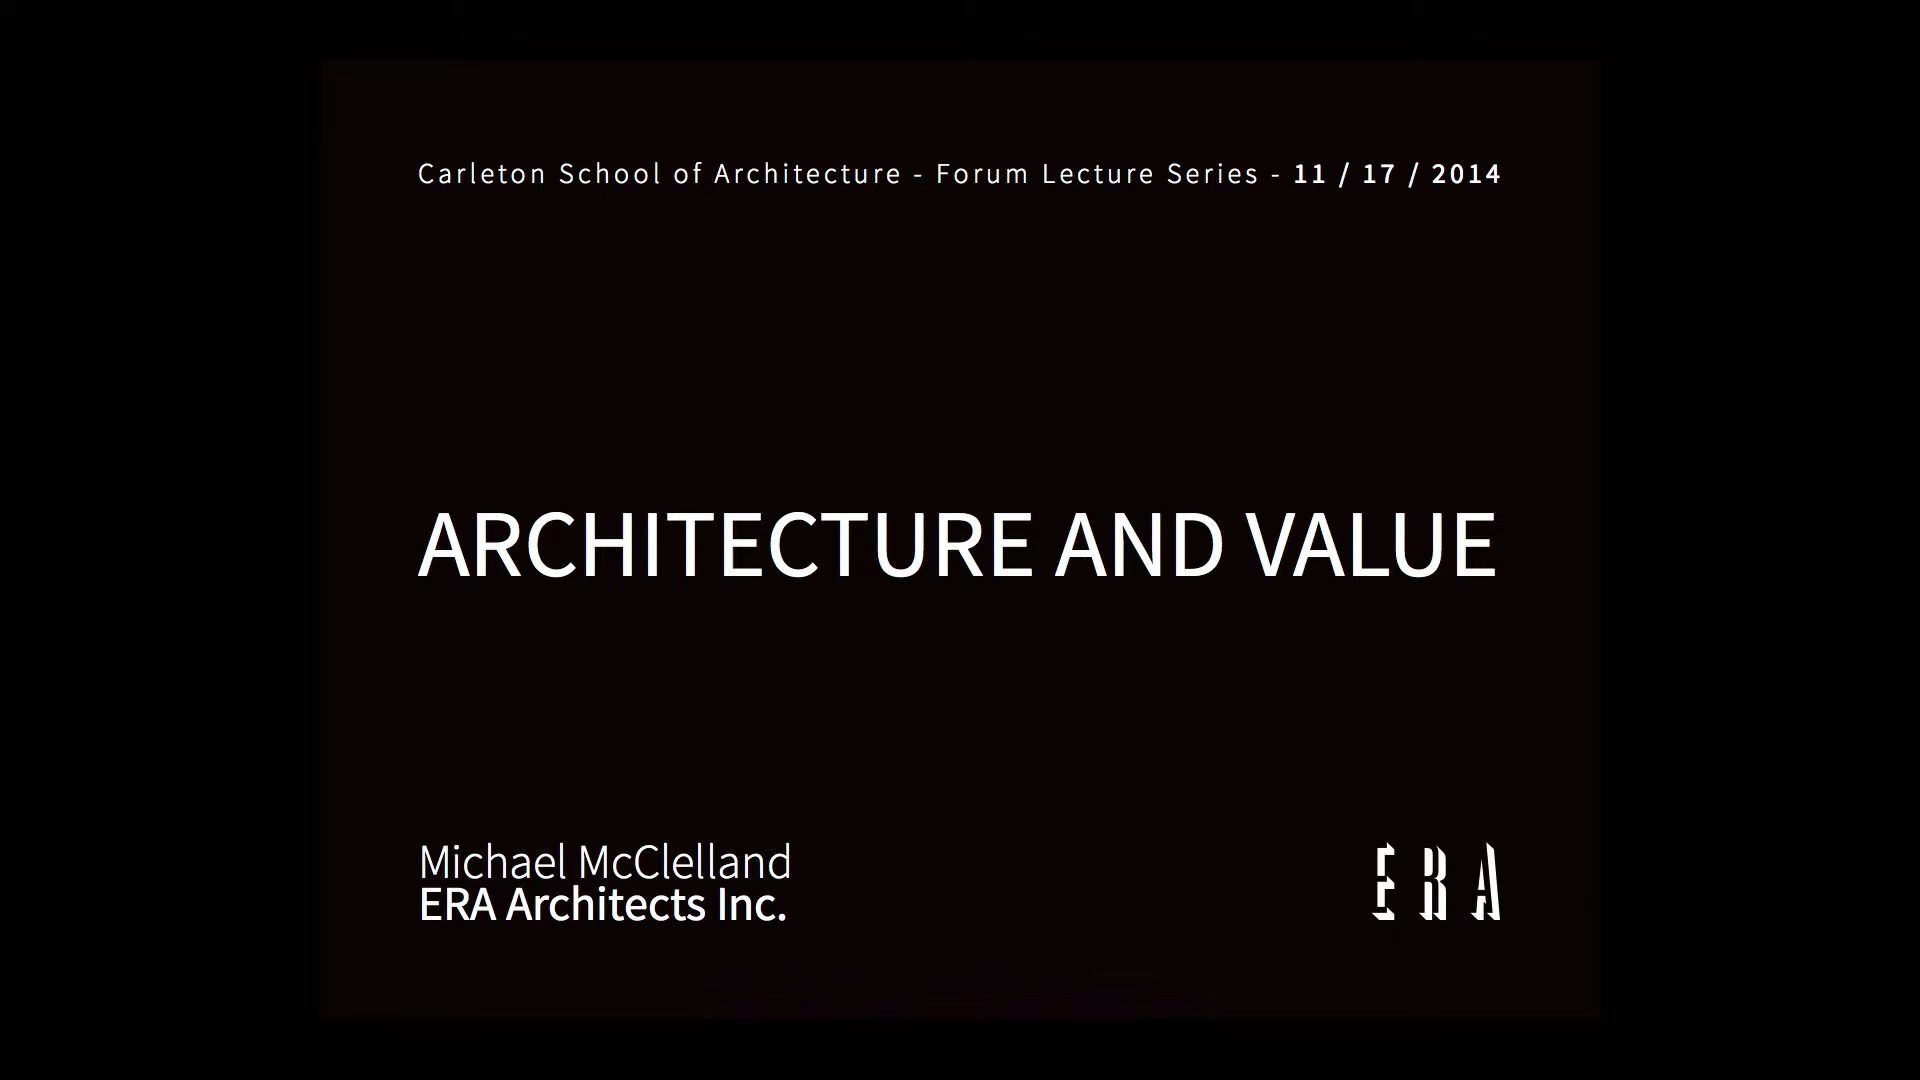 Carleton School of Architecture - Forum Lecture Series - 11 / 17 / 2014
ARCHITECTURE AND VALUE
Michael McClelland
ERA Architects Inc.
ERA